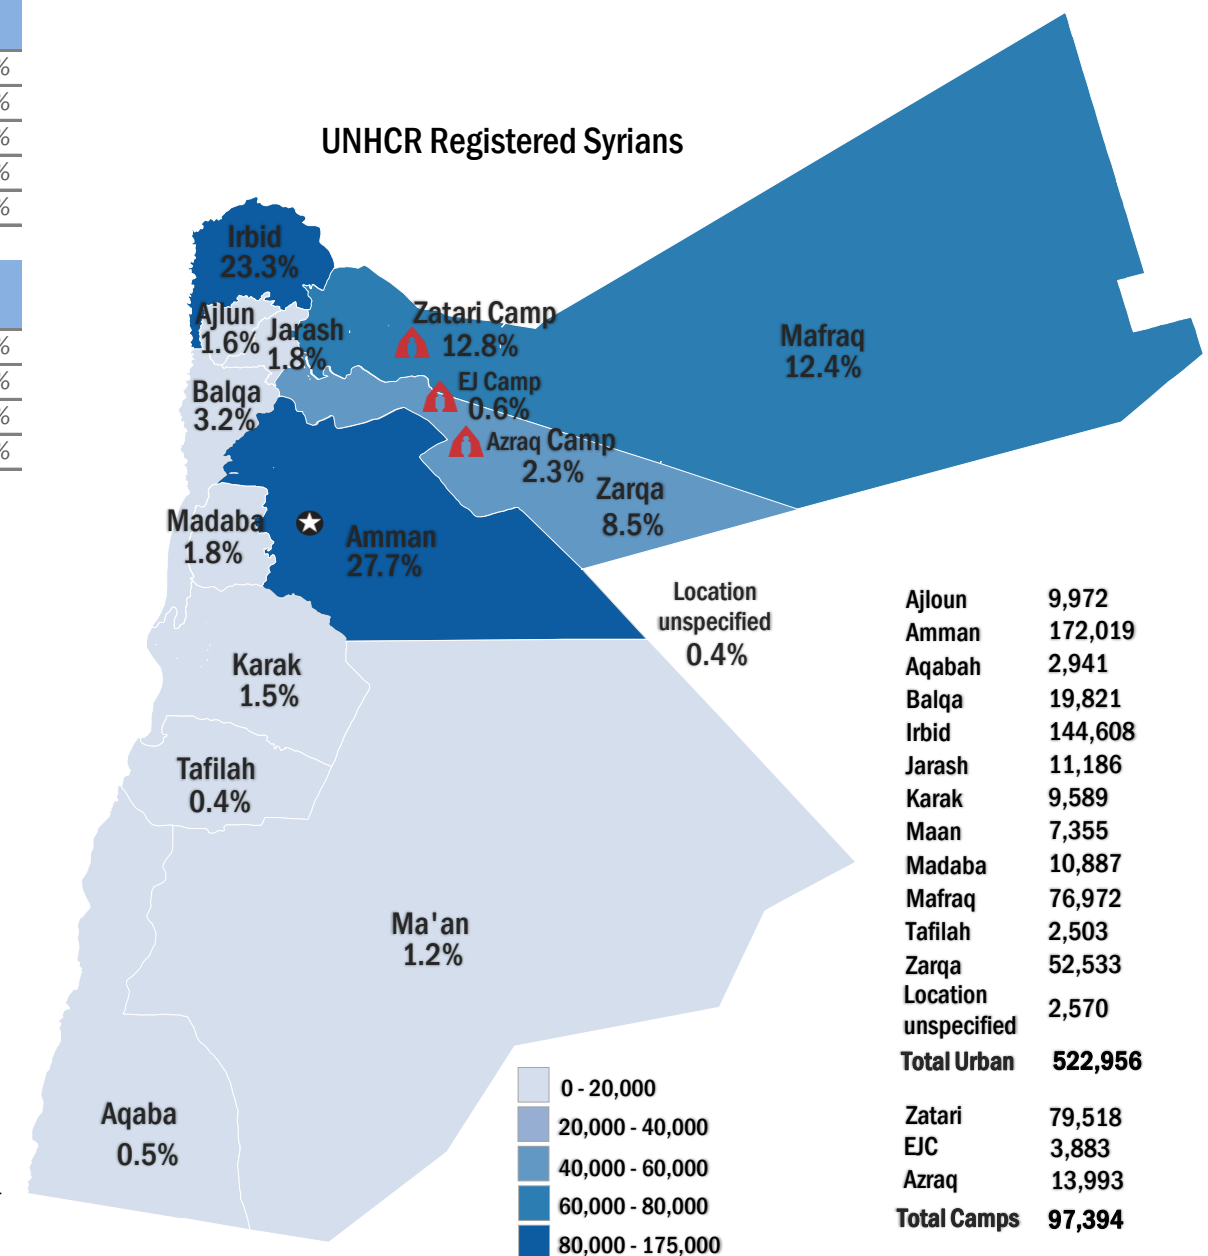 %
%
%
%
%
%
%
%
%
UNHCR Registered Syrians
Irbid
23.3%
Ajlun
1.6%
Jarash
1.8%
Zatari Camp
12.8%
Mafraq
12.4%
EJ Camp
0.6%
Balqa
3.2%
Azraq Camp
2.3%
Zarqa
8.5%
Madaba
1.8%
Amman
27.7%
Location
unspecified
0.4%
Karak
1.5%
Tafilah
0.4%
Ma'an
1.2%
Aqaba
0.5%
0 - 20,000
20,000 - 40,000
40,000 - 60,000
60,000 - 80,000
80,000 - 175,000
Ajloun 9,972
Amman 172,019
Aqabah 2,941
Balqa 19,821
Irbid 144,608
Jarash 11,186
Karak 9,589
Maan 7,355
Madaba 10,887
Mafraq 76,972
Tafilah 2,503
Zarqa 52,533
Location
unspecified 2,570
Total Urban 522,956
Zatari 79,518
EJC 3,883
Azraq 13,993
Total Camps 97,394